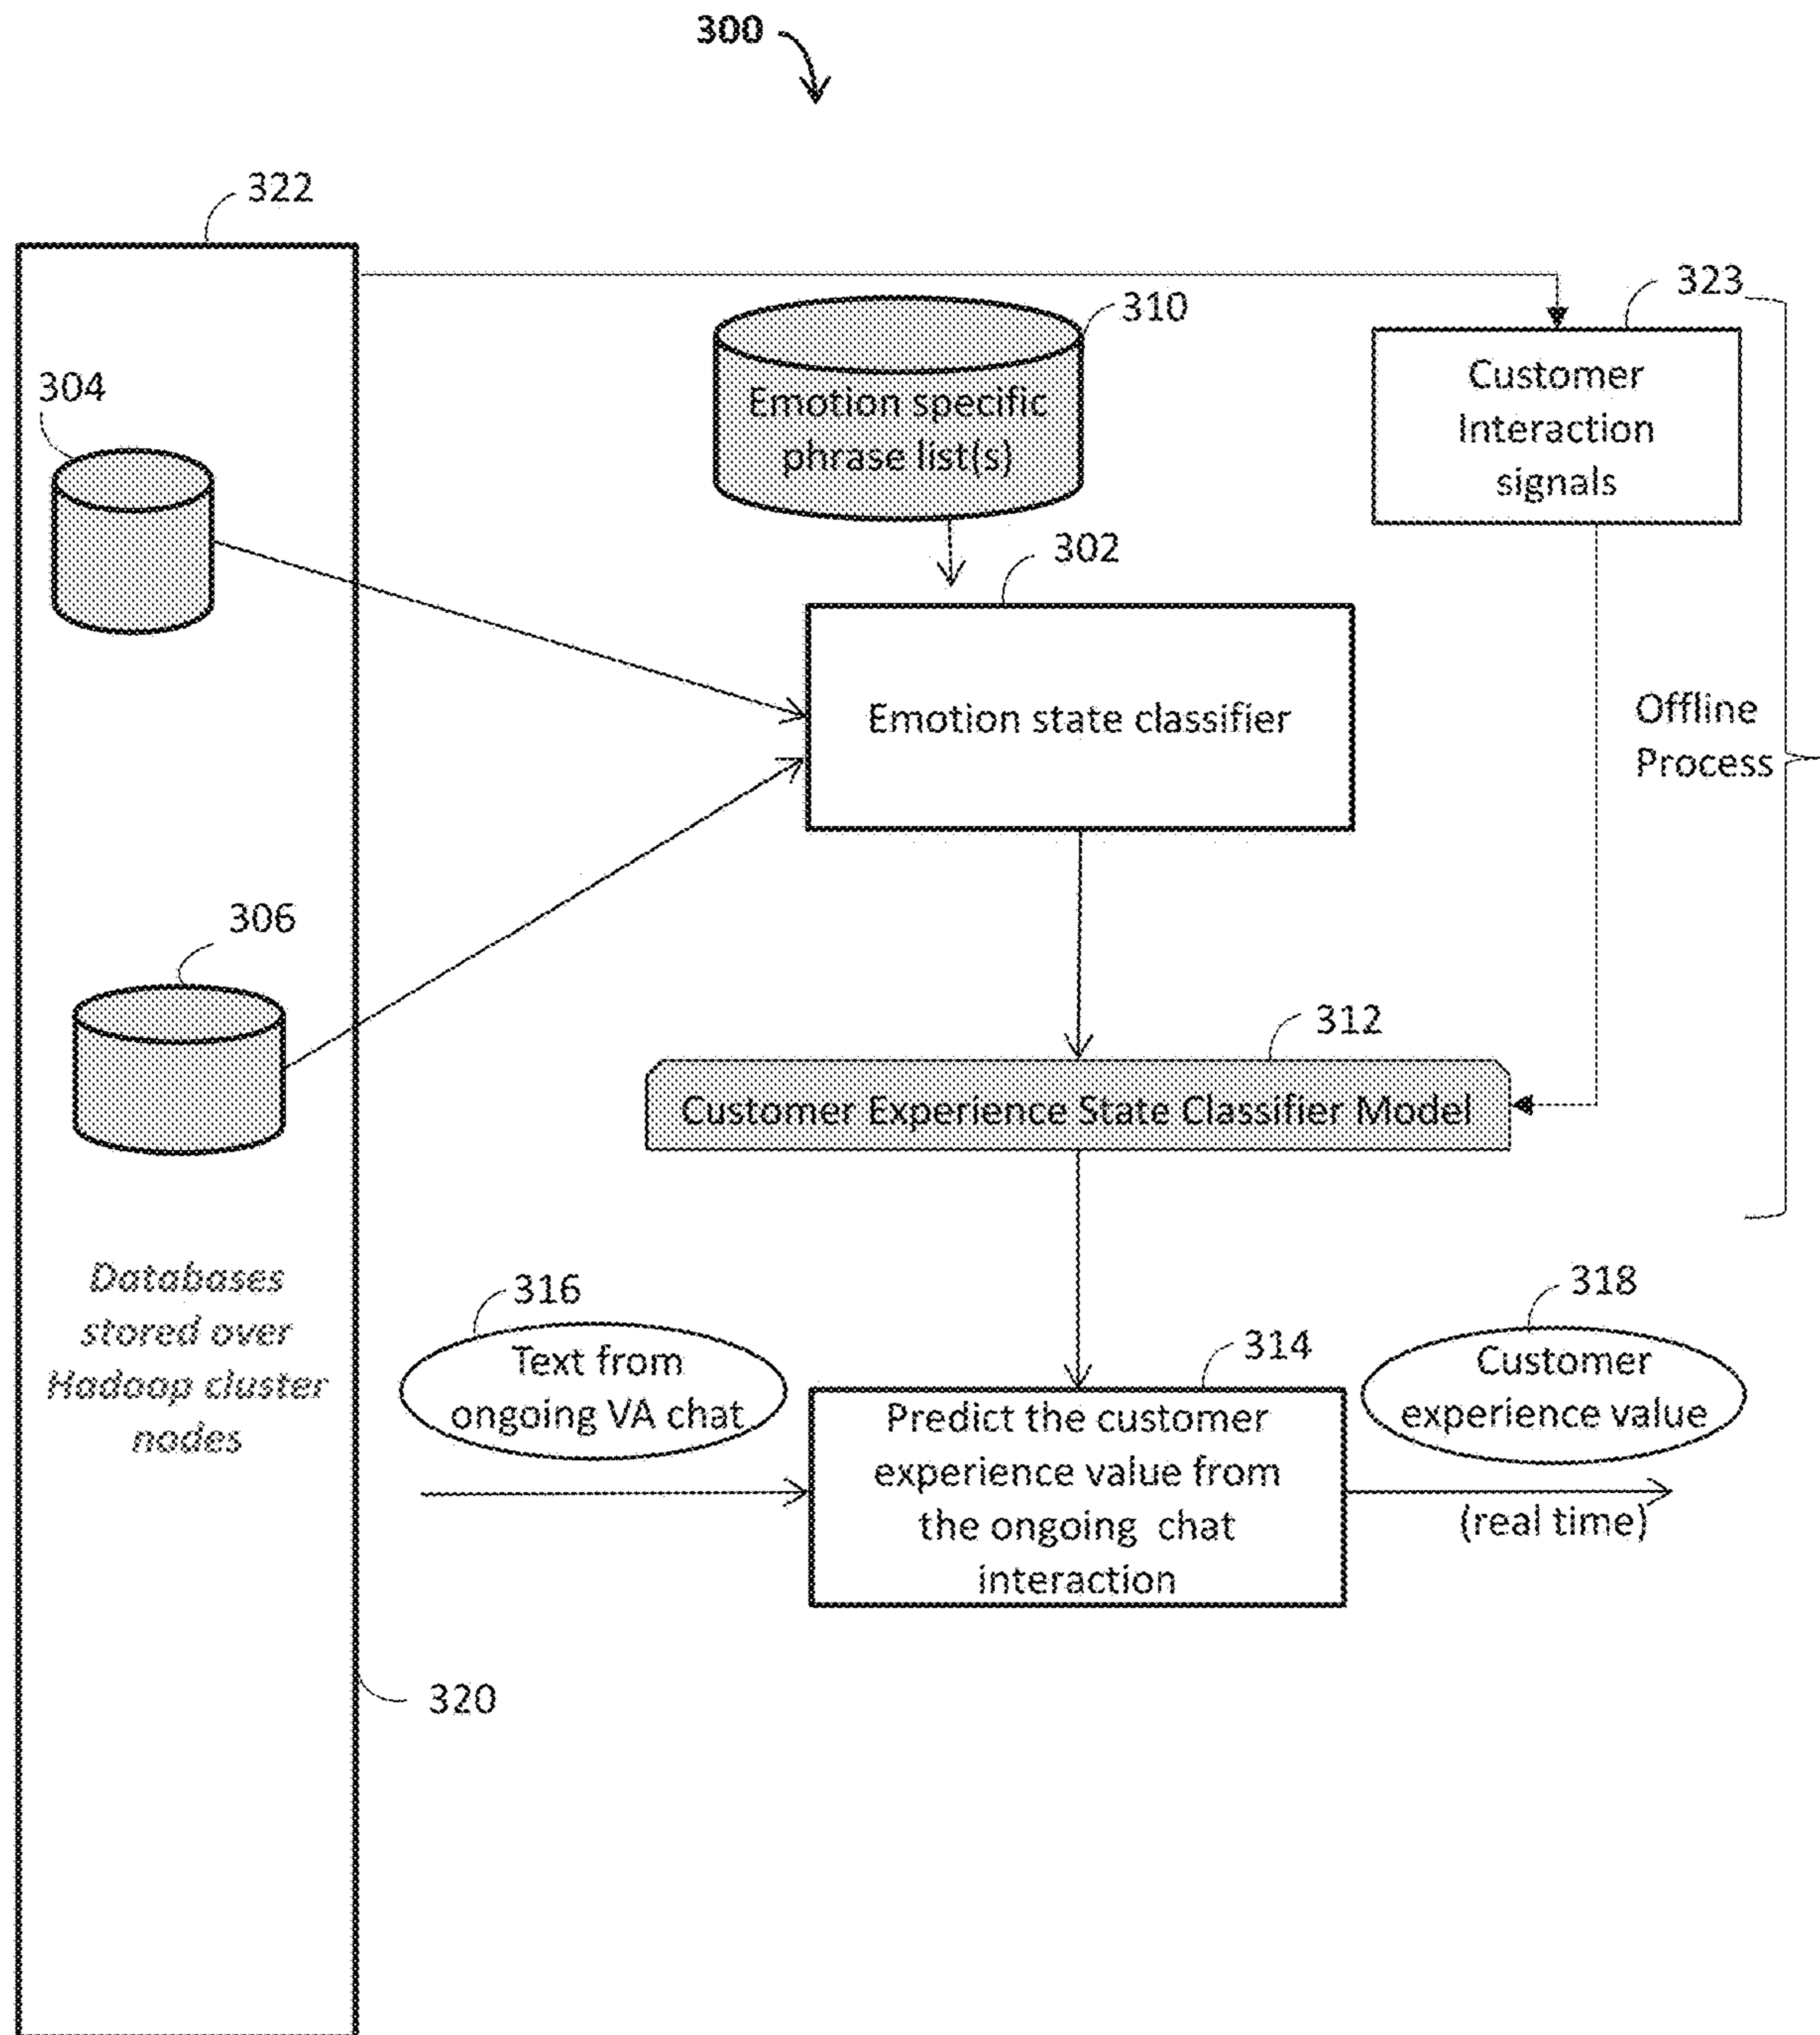 300
322
323
310
304
Emotion specific
phrase list(s)
Customer
Interaction
signals
302
Emotion state classifier
Offline
Process
306
312
Customer Experience State Classifier Model
Databases
stored over
Hadaap cluster
nodes
316
Text from
ongoing VA chat
318
Customer
experience value
314
Predict the customer
experience value from
the ongoing chat
interaction
(real time)
320